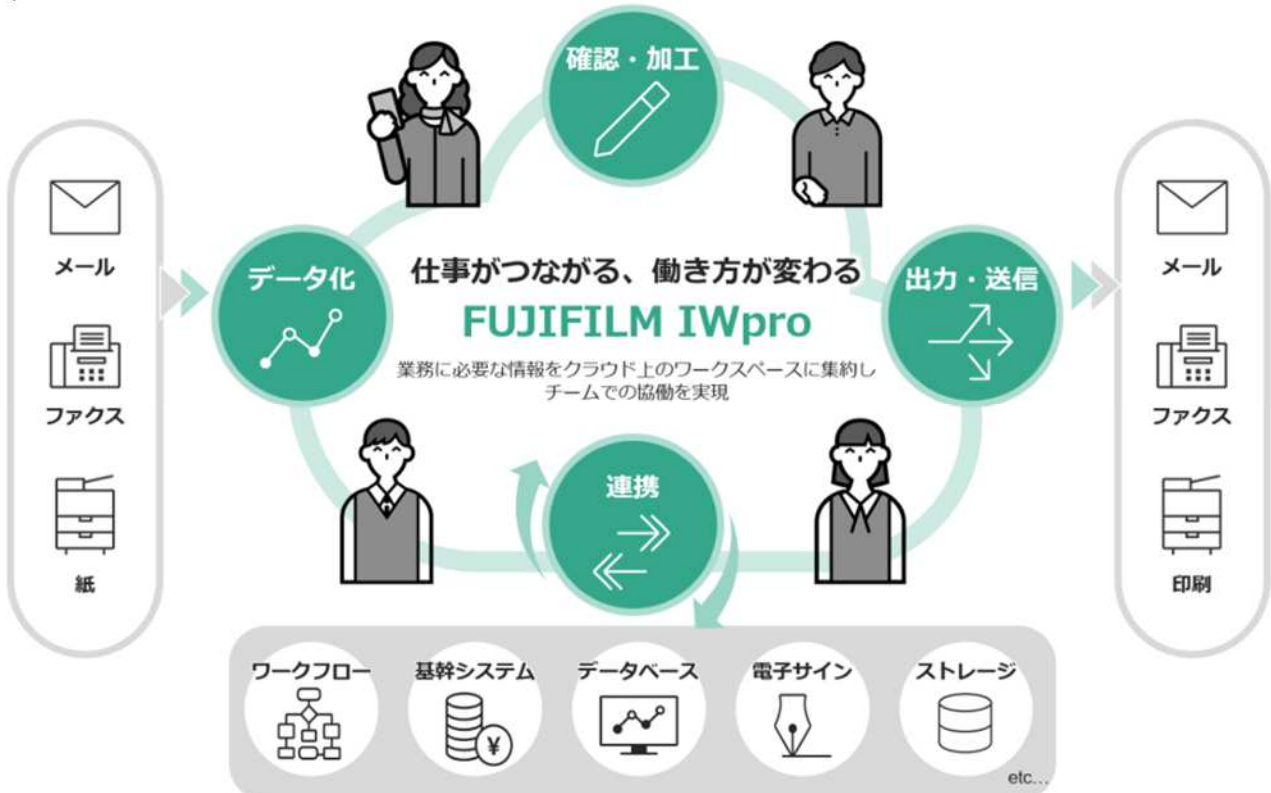 確認・加工
メール
ファクス
紙
データ化
仕事がつながる、働き方が変わる
FUJIFILM IWpro
業務に必要な情報をクラウド上のワークスペースに集約し
チームでの協働を実現
出力・送信
メール
ファクス
印刷
連携
ワークフロー
基幹システム
¥
データベース
電子サイン
ストレージ
etc...